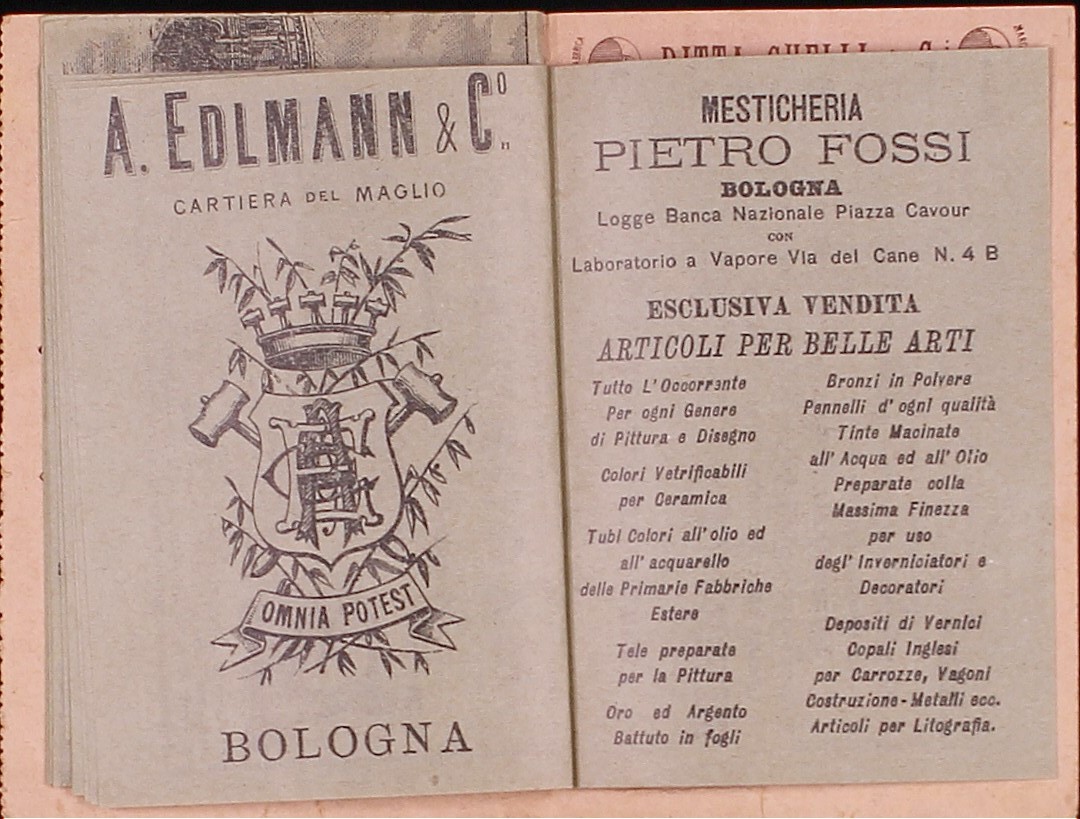 A. EDLMANN & Cº.
CARTIERA DEL MAGLIO
OMNIA POTEST
BOLOGNA
DITTA
MESTICHERIA
PIETRO FOSSI
BOLOGNA
Logge Banca Nazionale Piazza Cavour
CON
Laboratorio a Vapore Via del Cane N. 4 B
ESCLUSIVA VENDITA
ARTICOLI PER BELLE ARTI
Tutto L'Occorrente
Per ogni Genere
di Pittura e Disegno
Colori Vetrificabili
per Ceramica
Tubi Colori all'olio ed
all'acquarello
delle Primarie Fabbriche
Estere
Tele preparate
per la Pittura
Oro ed Argento
Battuto in fogli
Bronzi in Polvere
Pennelli d'ogni qualità
Tinte Macinate
all'Acqua ed all'Olio
Preparate colla
Massima Finezza
per uso
degl'Inverniciatori e
Decoratori
Depositi di Vernici
Copali Inglesi
per Carrozze, Vagoni
Costruzione-Metalli ecc.
Articoli per Litografia.